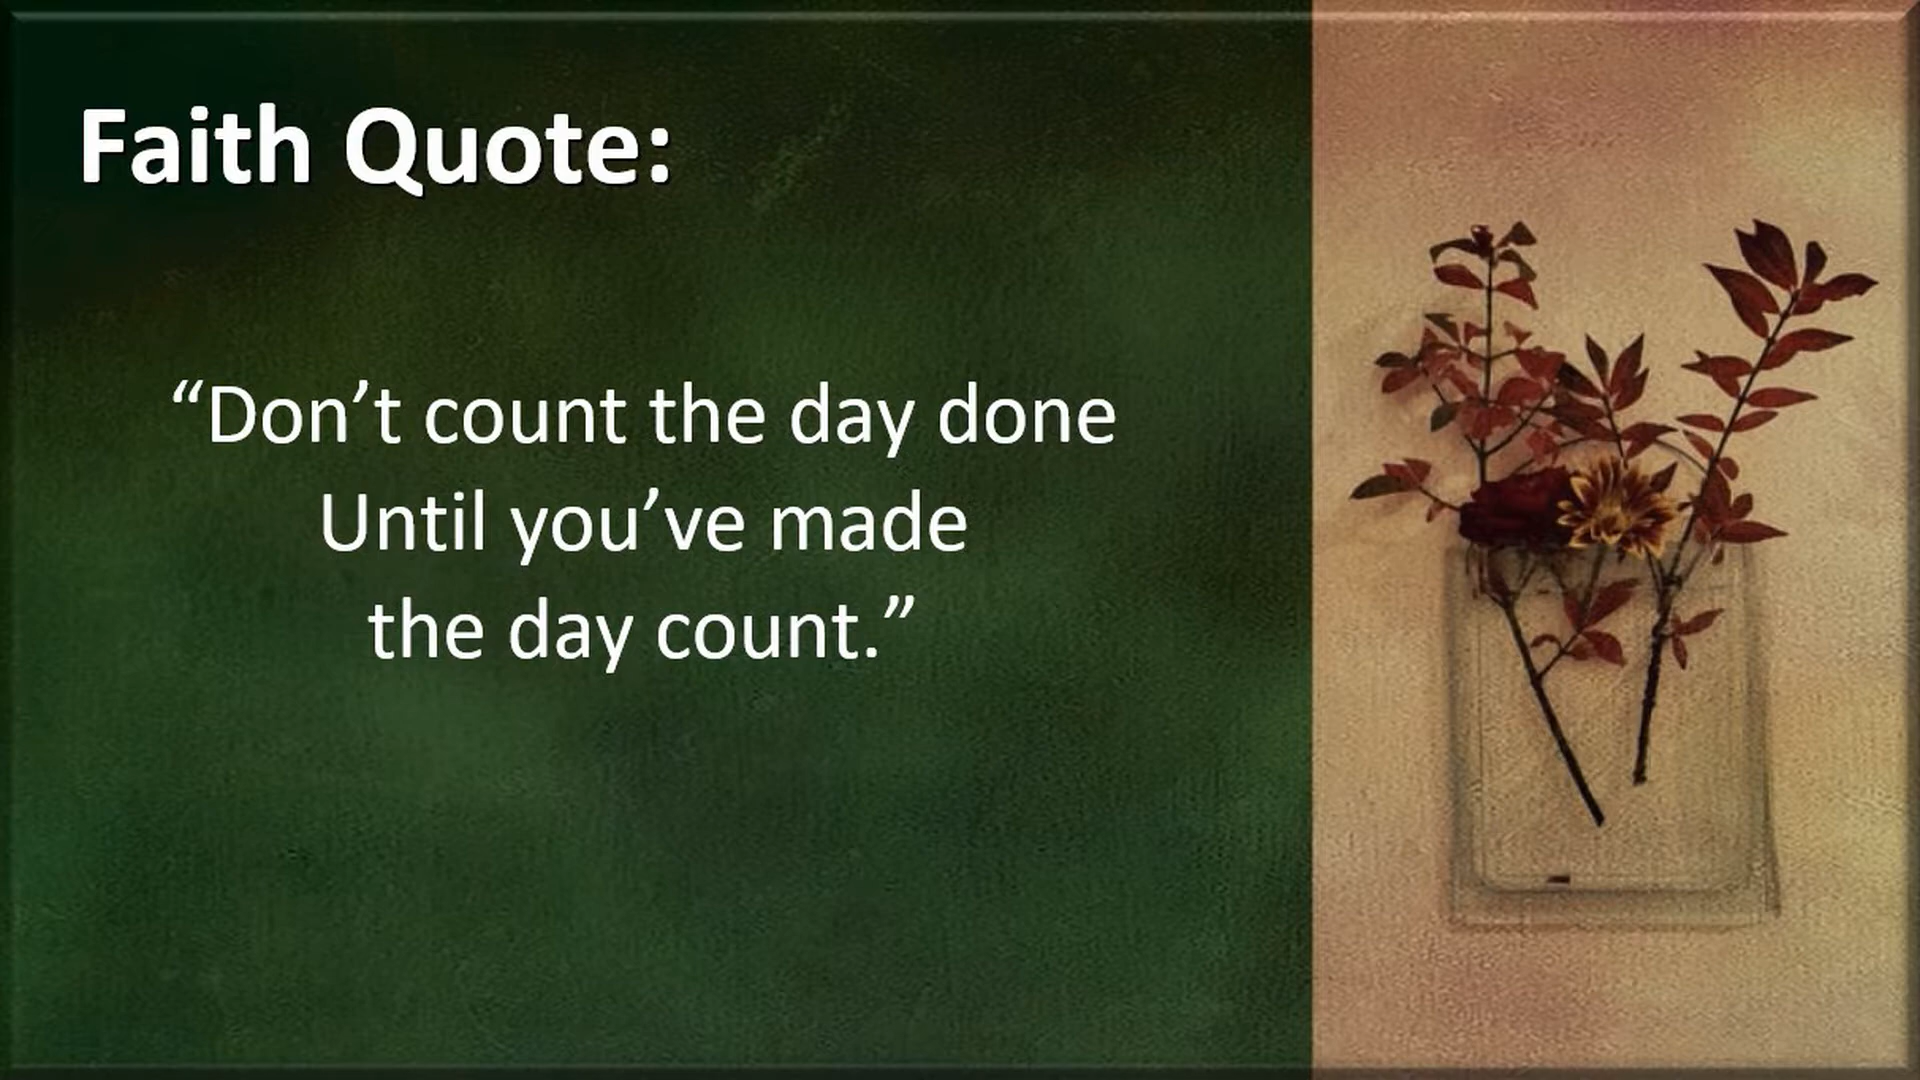 Faith Quote:
“Don’t count the day done
Until you’ve made
the day count.”